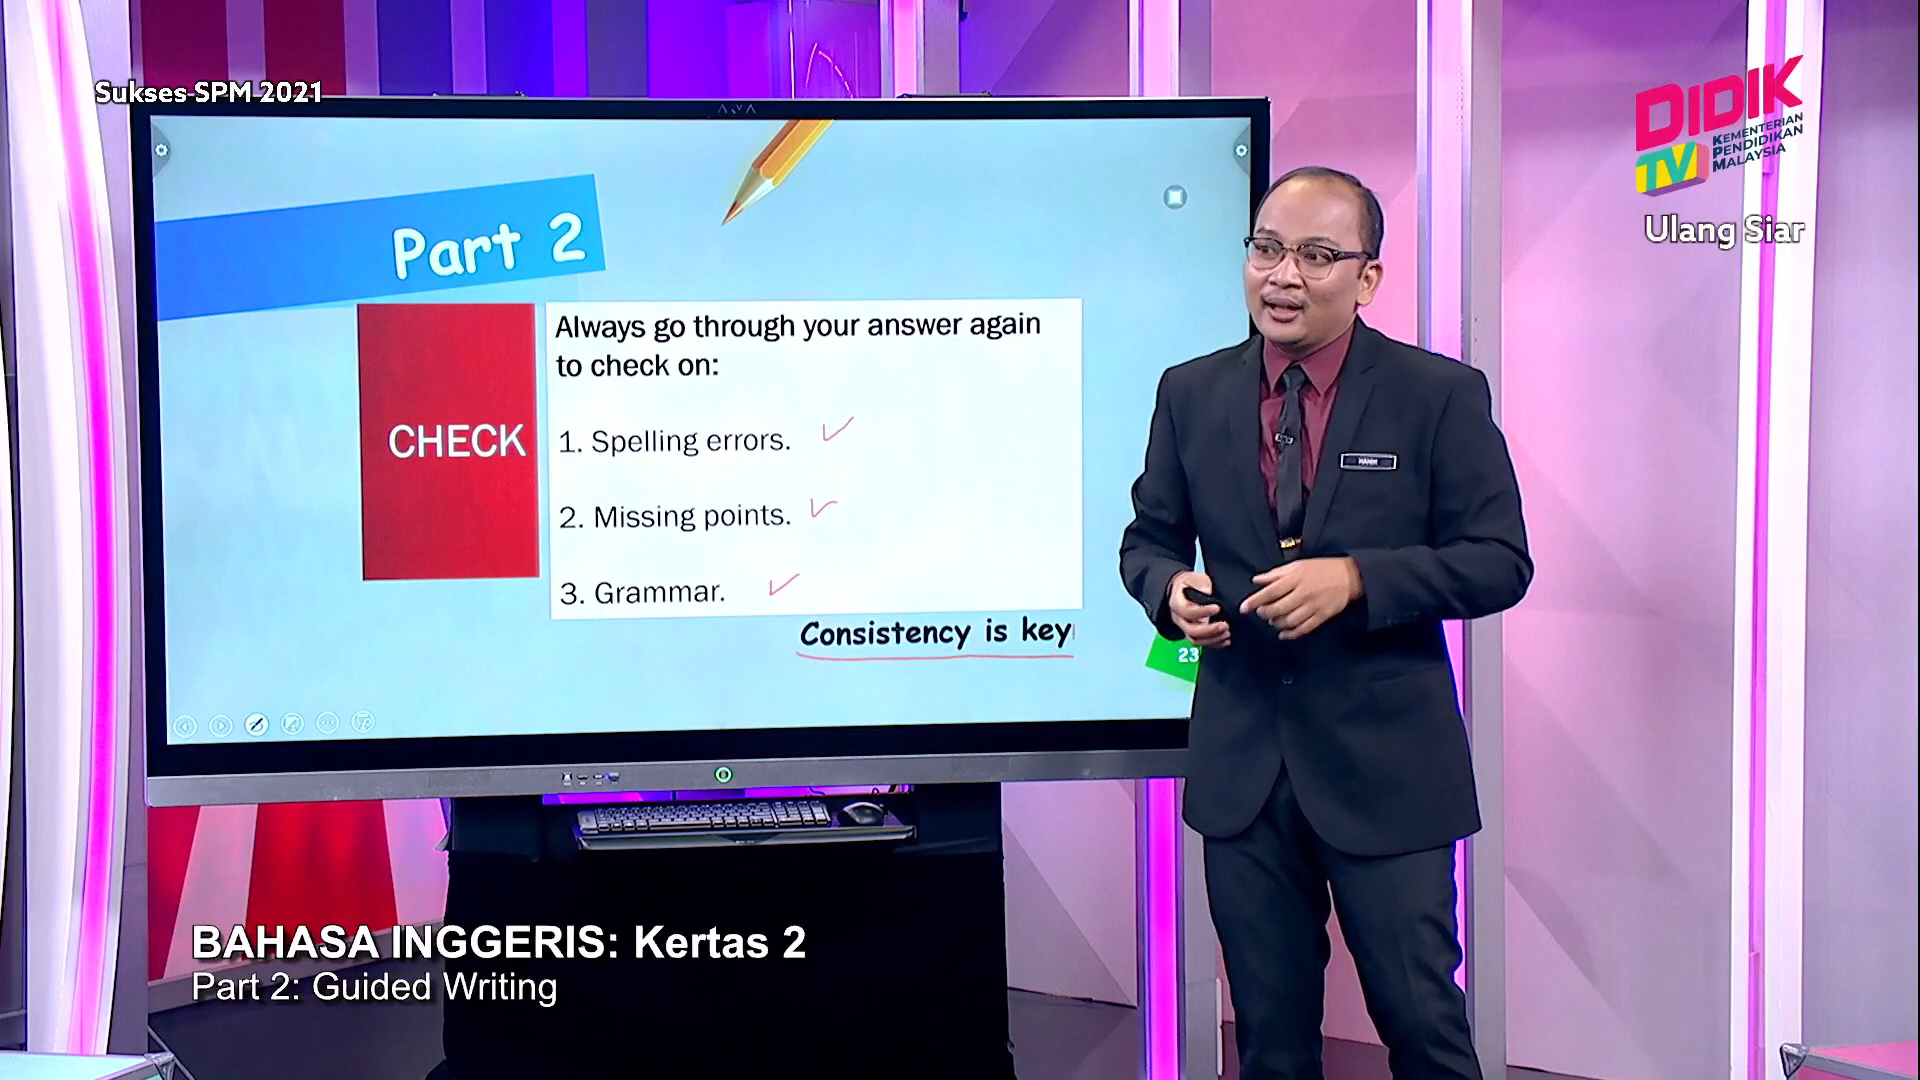 Sukses SPM 2021
DIDIK
TV
KEMENTERIAN
PENDIDIKAN
MALAYSIA
Ulang Siar
Part 2
CHECK
Always go through your answer again
to check on:
1. Spelling errors.
2. Missing points.
3. Grammar.
Consistency is key
23
BAHASA INGGERIS: Kertas 2
Part 2: Guided Writing